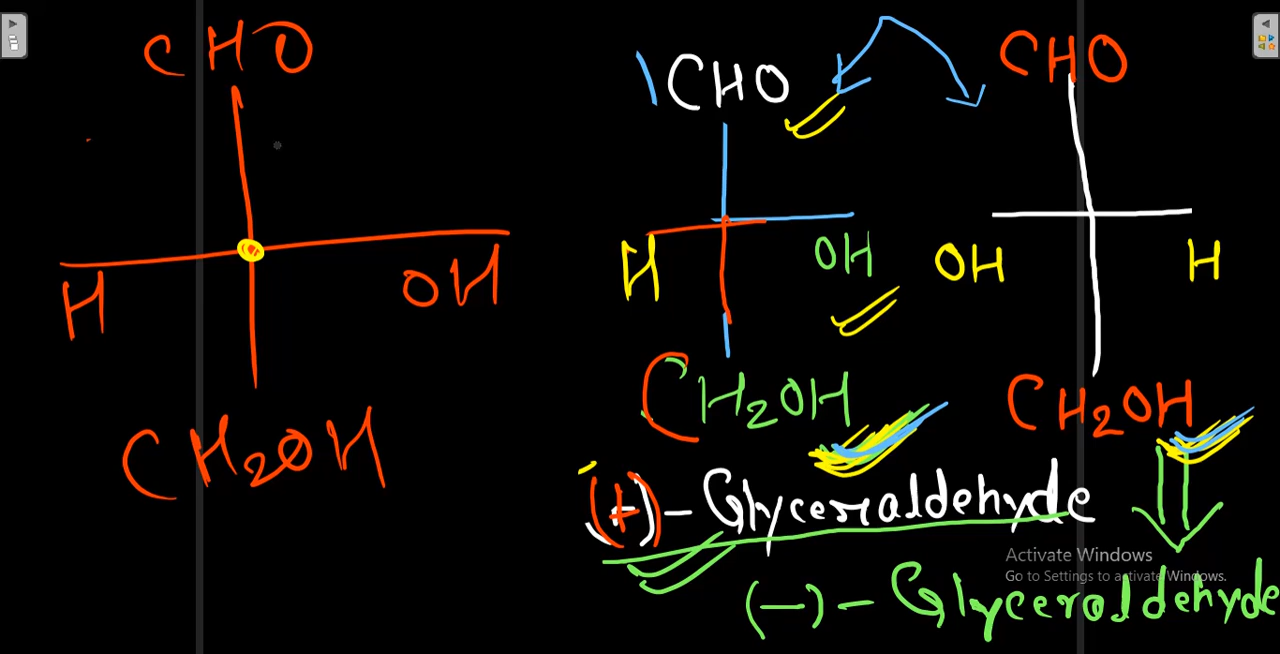 CHO
H OH
CH2OH
CHO
H OH
CH2OH
CHO
OH H
CH2OH
(+) - Glyceraldehyde
(-) - Glyceraldehyde
Activate Windows
Go to Settings to activate Windows.